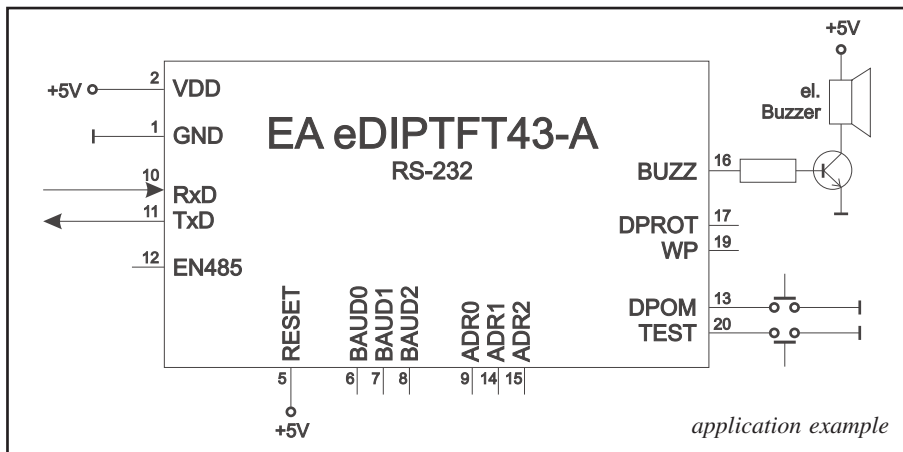 +5V
el.
Buzzer
+5V
2
VDD
1
GND
EA eDIPTFT43-A
RS-232
10
RxD
11
TxD
12
EN485
BUZZ
16
DPROT
17
WP
19
DPOM
13
TEST
20
RESET
BAUD0
BAUD1
BAUD2
ADR0
ADR1
ADR2
5
6
7
8
9
14
15
+5V
application example